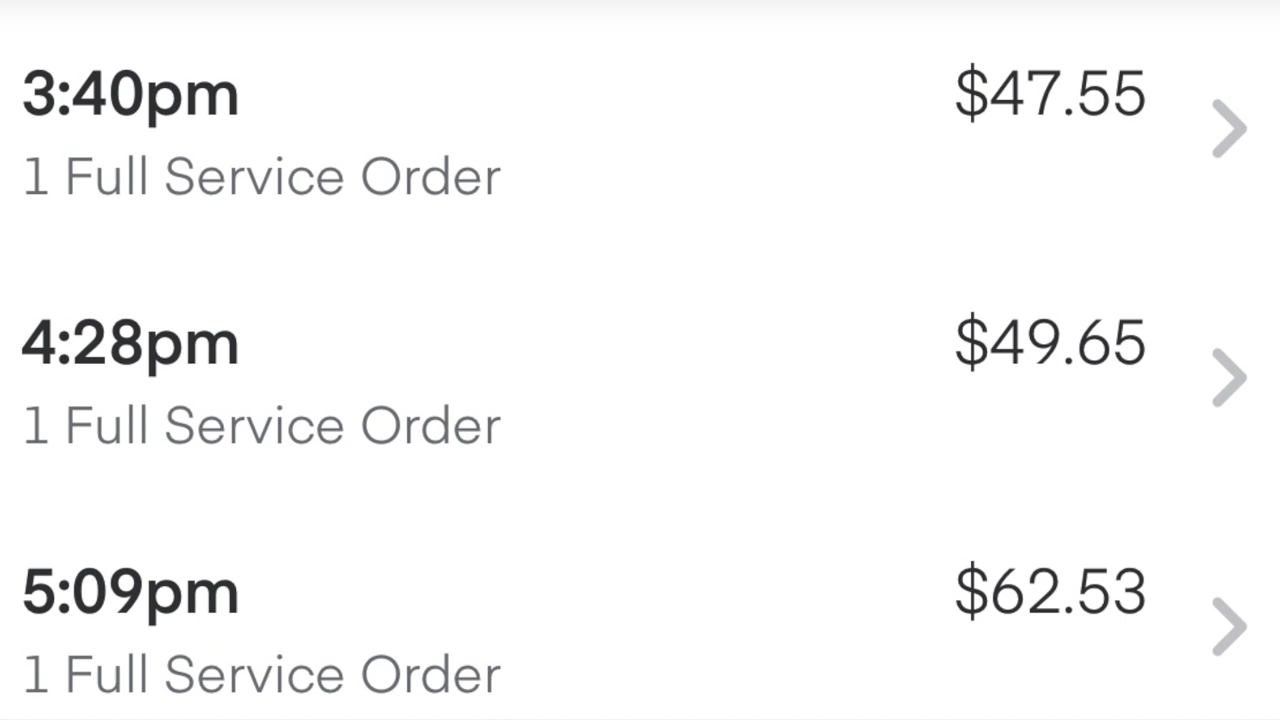 3:40pm $47.55
1 Full Service Order
4:28pm $49.65
1 Full Service Order
5:09pm $62.53
1 Full Service Order